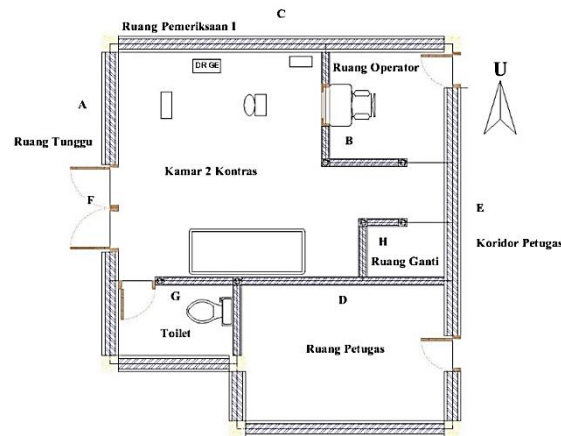 C
Ruang Pemeriksaan I
DR GE
Ruang Operator
U
A
Ruang Tunggu
B
Kamar 2 Kontras
F
E
Koridor Petugas
H
Ruang Ganti
G
D
Toilet
Ruang Petugas